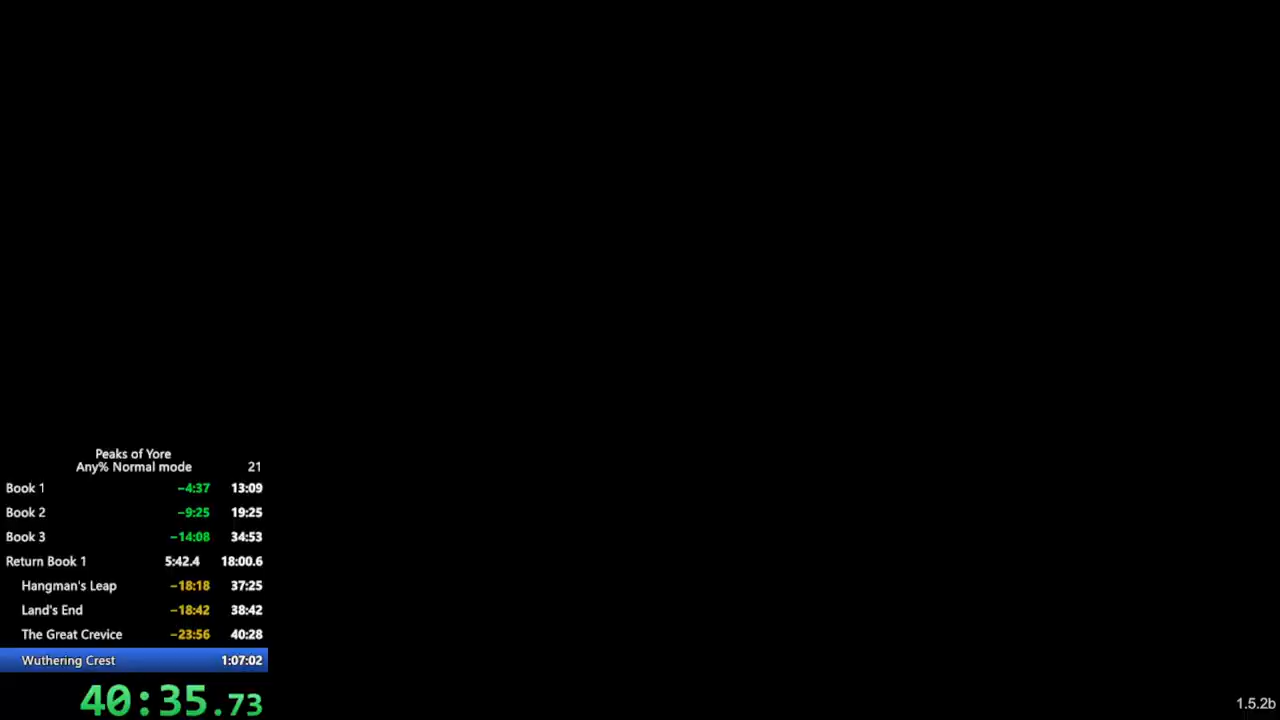 Peaks of Yore
Any% Normal mode 21
Book 1 −4:37 13:09
Book 2 −9:25 19:25
Book 3 −14:08 34:53
Return Book 1 5:42.4 18:00.6
Hangman's Leap −18:18 37:25
Land's End −18:42 38:42
The Great Crevice −23:56 40:28
Wuthering Crest 1:07:02
40:35.73
1.5.2b